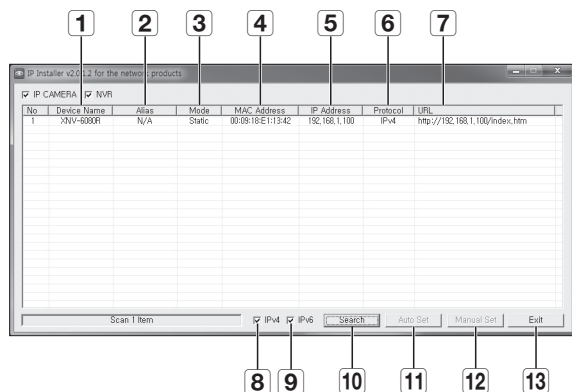 1 2 3 4 5 6 7
IP Installer v2.0.1.2 for the network products
IP CAMERA NVR
No Device Name Alias Mode MAC Address IP Address Protocol URL
1 XNV-6080R N/A Static 00:09:18:E1:13:42 192,168,1,100 IPv4 http://192,168,1,100/index,htm
Scan 1 Item IPv4 IPv6 Search Auto Set Manual Set Exit
8 9 10 11 12 13